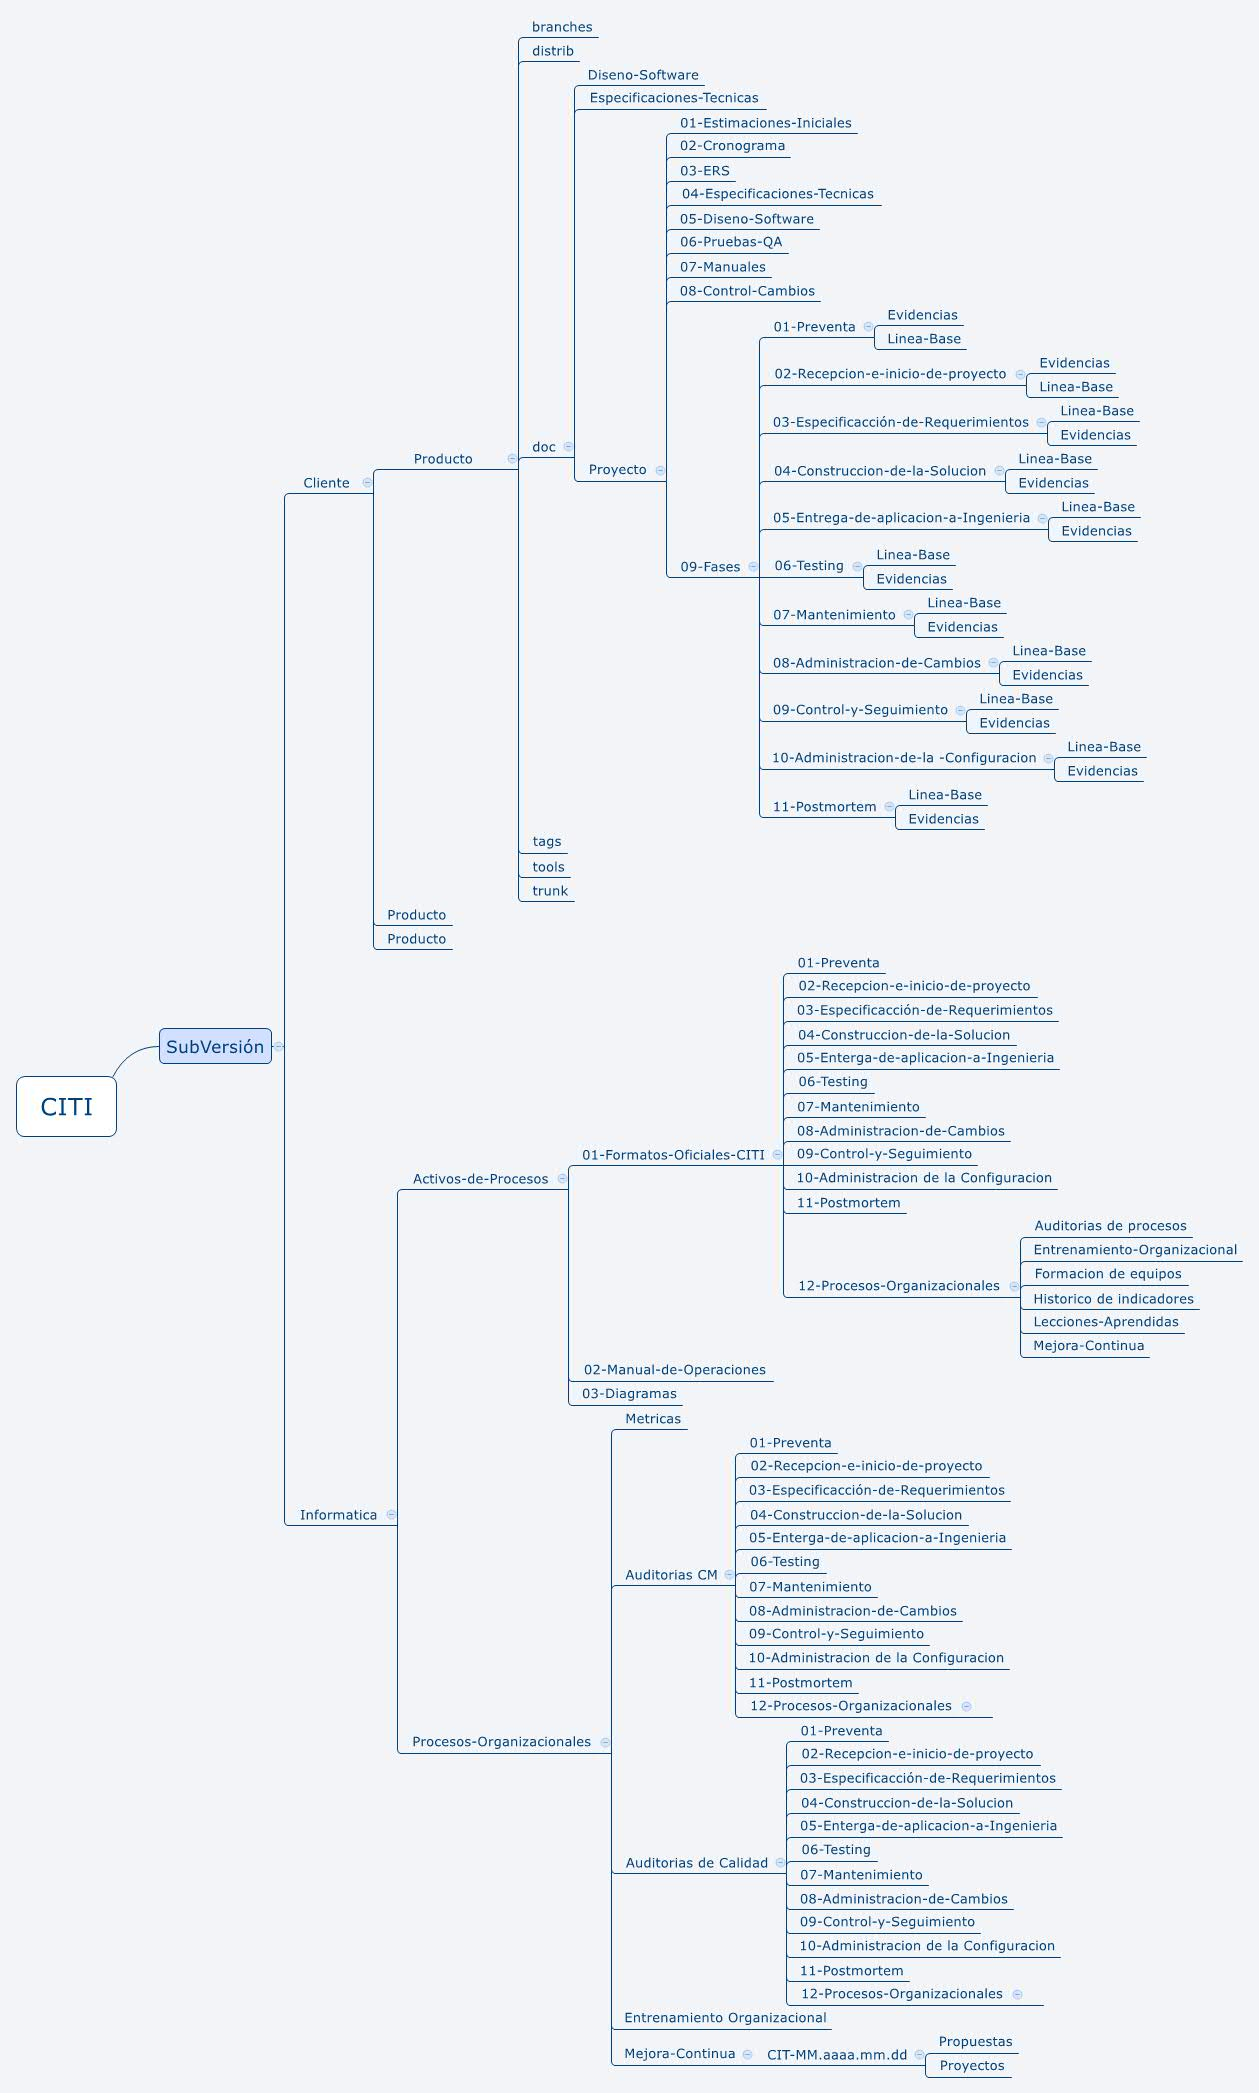 branches
distrib
Diseno-Software
Especificaciones-Tecnicas
01-Estimaciones-Iniciales
02-Cronograma
03-ERS
04-Especificaciones-Tecnicas
05-Diseno-Software
06-Pruebas-QA
07-Manuales
08-Control-Cambios
Evidencias
01-Preventa
Linea-Base
Evidencias
02-Recepcion-e-inicio-de-proyecto
Linea-Base
Linea-Base
03-Especificacción-de-Requerimientos
Evidencias
doc
Producto
Linea-Base
Proyecto
04-Construccion-de-la-Solucion
Cliente
Evidencias
Linea-Base
05-Entrega-de-aplicacion-a-Ingenieria
Evidencias
Linea-Base
09-Fases
06-Testing
Evidencias
Linea-Base
07-Mantenimiento
Evidencias
Linea-Base
08-Administracion-de-Cambios
Evidencias
Linea-Base
09-Control-y-Seguimiento
Evidencias
Linea-Base
10-Administracion-de-la -Configuracion
Evidencias
Linea-Base
11-Postmortem
Evidencias
tags
tools
trunk
Producto
Producto
01-Preventa
02-Recepcion-e-inicio-de-proyecto
03-Especificacción-de-Requerimientos
04-Construccion-de-la-Solucion
SubVersión
05-Enterga-de-aplicacion-a-Ingenieria
06-Testing
CITI
07-Mantenimiento
08-Administracion-de-Cambios
01-Formatos-Oficiales-CITI
09-Control-y-Seguimiento
Activos-de-Procesos
10-Administracion de la Configuracion
11-Postmortem
Auditorias de procesos
Entrenamiento-Organizacional
Formacion de equipos
12-Procesos-Organizacionales
Historico de indicadores
Lecciones-Aprendidas
Mejora-Continua
02-Manual-de-Operaciones
03-Diagramas
Metricas
01-Preventa
02-Recepcion-e-inicio-de-proyecto
03-Especificacción-de-Requerimientos
Informatica
04-Construccion-de-la-Solucion
05-Enterga-de-aplicacion-a-Ingenieria
06-Testing
Auditorias CM
07-Mantenimiento
08-Administracion-de-Cambios
09-Control-y-Seguimiento
10-Administracion de la Configuracion
11-Postmortem
12-Procesos-Organizacionales
01-Preventa
Procesos-Organizacionales
02-Recepcion-e-inicio-de-proyecto
03-Especificacción-de-Requerimientos
04-Construccion-de-la-Solucion
05-Enterga-de-aplicacion-a-Ingenieria
06-Testing
Auditorias de Calidad
07-Mantenimiento
08-Administracion-de-Cambios
09-Control-y-Seguimiento
10-Administracion de la Configuracion
11-Postmortem
12-Procesos-Organizacionales
Entrenamiento Organizacional
Propuestas
Mejora-Continua
CIT-MM.aaaa.mm.dd
Proyectos